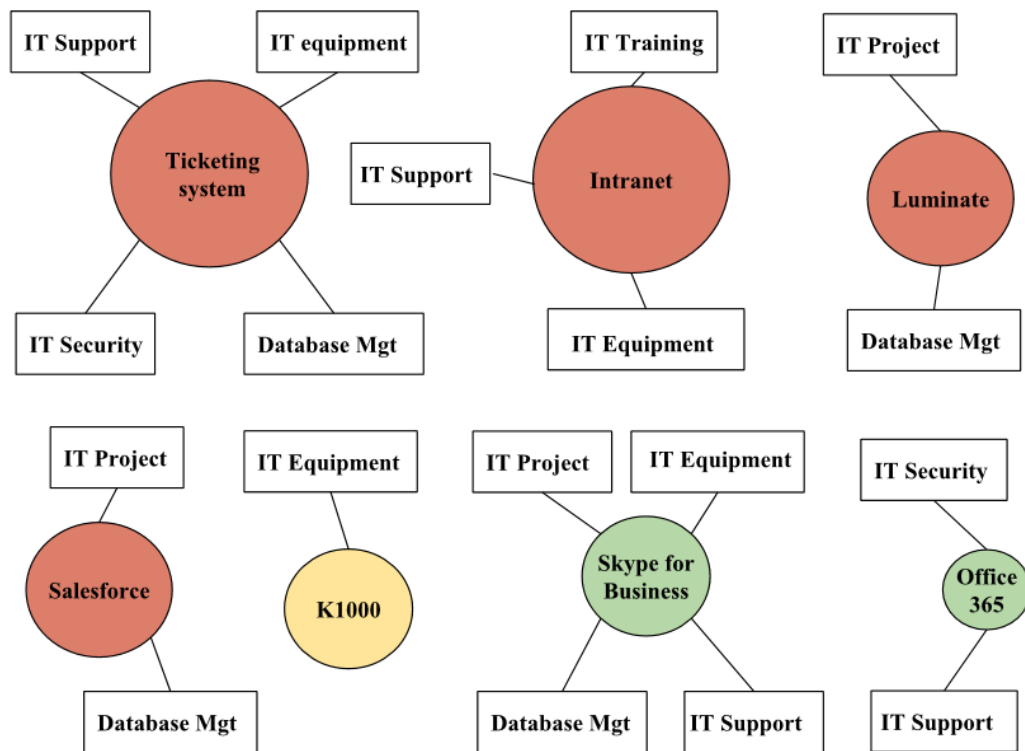 IT Support
IT equipment
IT Training
IT Project
Ticketing
system
IT Support
Intranet
Luminate
IT Security
Database Mgt
IT Equipment
Database Mgt
IT Project
IT Equipment
IT Project
IT Equipment
IT Security
Salesforce
K1000
Skype for
Business
Office
365
Database Mgt
Database Mgt
IT Support
IT Support